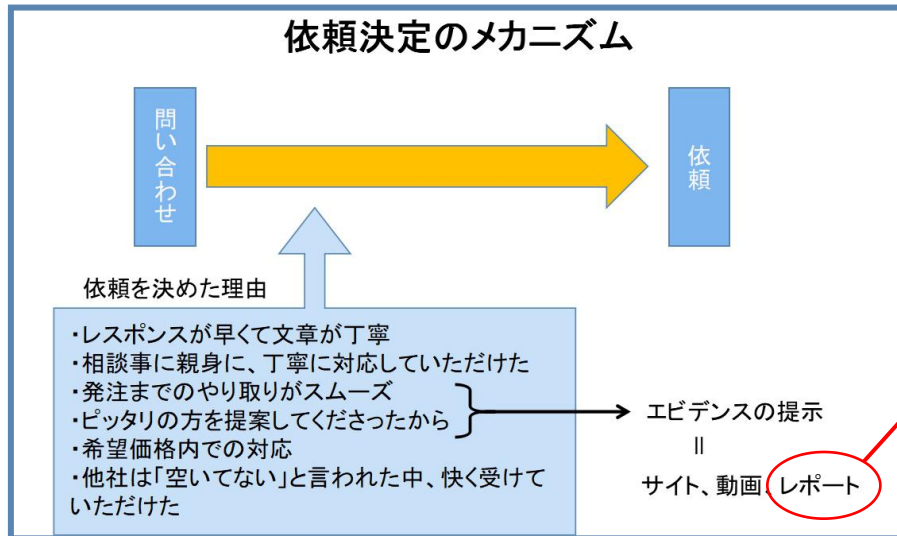 依頼決定のメカニズム
問い合わせ
依頼
依頼を決めた理由
・レスポンスが早くて文章が丁寧
・相談事に親身に、丁寧に対応していただけた
・発注までのやり取りがスムーズ
・ピッタリの方を提案してくださったから
・希望価格内での対応
・他社は「空いてない」と言われた中、快く受けて
いただけた
エビデンスの提示
＝
サイト、動画、レポート